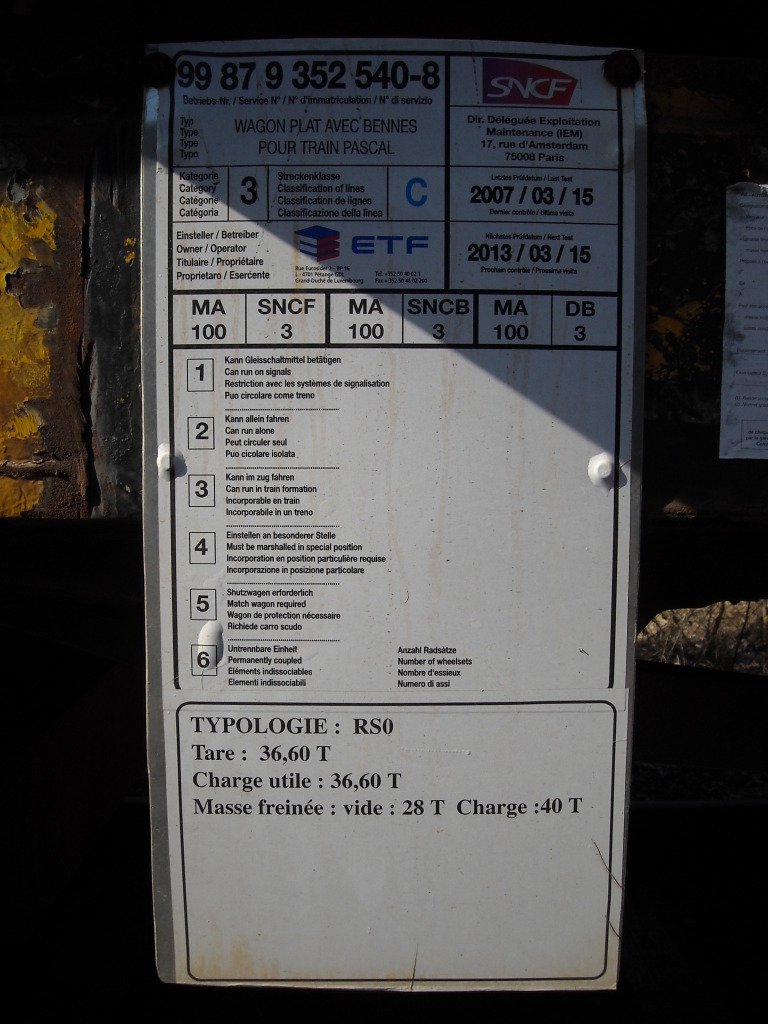 99 87 9 352 540-8
Betriebs-Nr. / Service N° / N° d'immatriculation / N° di servizio
SNCF
Typ
Type
Type
Typo
WAGON PLAT AVEC BENNES
POUR TRAIN PASCAL
Dir. Déléguée Exploitation
Maintenance (IEM)
17, rue d'Amsterdam
75008 Paris
Kategorie
Category
Catégorie
Catégoria
3
Streckenklasse
Classification of lines
Classification de lignes
Classificazione della linea
C
Letztes Prüfdatum / Last Test
2007 / 03 / 15
Dernier contrôle / Ultima visita
Einsteller / Betreiber
Owner / Operator
Titulaire / Propriétaire
Proprietaro / Esercente
ETF
Grand-Duché de Luxembourg
Nächstes Prüfdatum / Next Test
2013 / 03 / 15
Prochain contrôle / Prossima visita
MA SNCF MA SNCB MA DB
100 3 100 3 100 3
1
Kann Gleisschaltmittel betätigen
Can run on signals
Restriction avec les systèmes de signalisation
Puo circolare come treno
2
Kann allein fahren
Can run alone
Peut circuler seul
Puo cicolare isolata
3
Kann im zug fahren
Can run in train formation
Incorporable en train
Incorporabile in un treno
4
Einstellen an besonderer Stelle
Must be marshalled in special position
Incorporation en position particulière requise
Incorporazione in posizione particolare
5
Shutzwagen erforderlich
Match wagon required
Wagon de protection nécessaire
Richiede carro scudo
6
Untrennbare Einheit
Permanently coupled
Eléments indissociables
Elementi indissociabili
Anzahl Radsätze
Number of wheelsets
Nombre d'essieux
Numero di assi
TYPOLOGIE : RS0
Tare : 36,60 T
Charge utile : 36,60 T
Masse freinée : vide : 28 T Charge :40 T